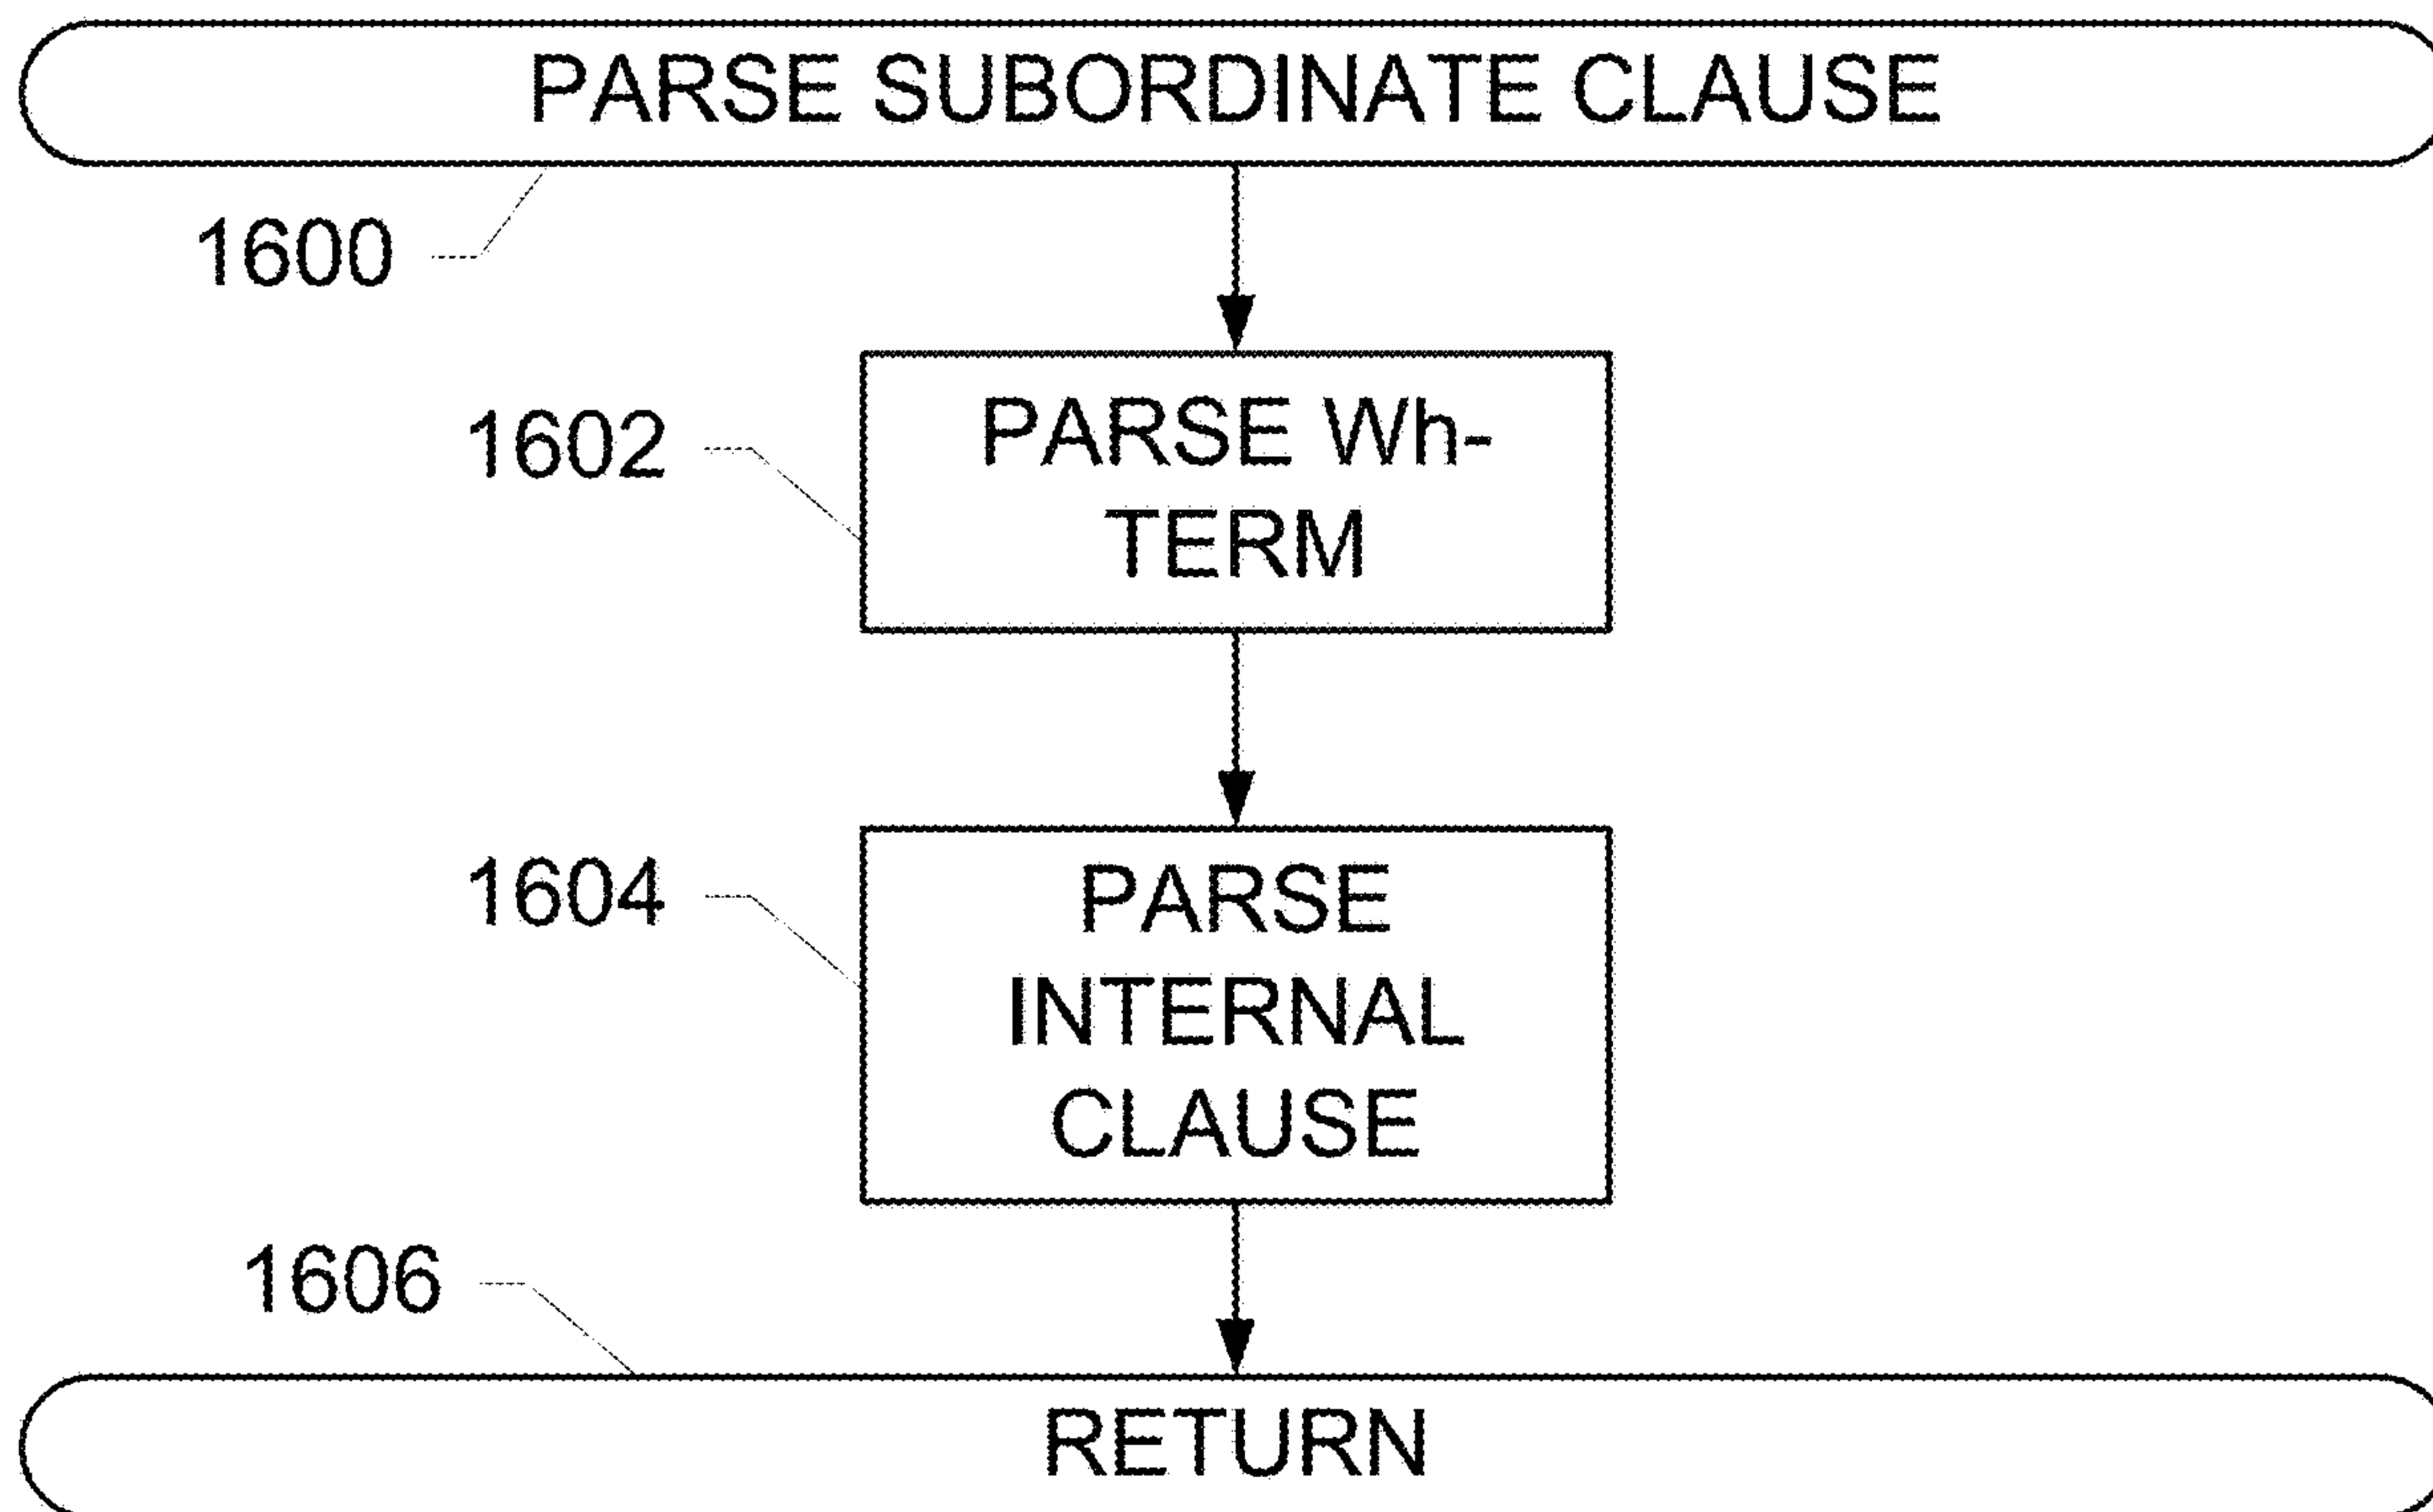 PARSE SUBORDINATE CLAUSE
1600
1602
PARSE Wh-
TERM
1604
PARSE
INTERNAL
CLAUSE
1606
RETURN